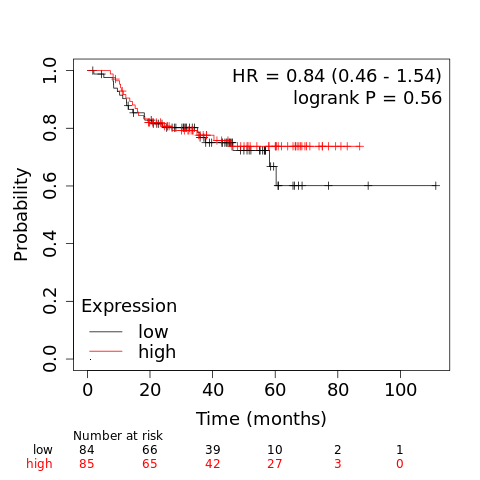 HR = 0.84 (0.46 - 1.54)
logrank P = 0.56
1.0
0.8
0.6
0.4
0.2
0.0
Probability
Expression
low
high
0 20 40 60 80 100
Time (months)
Number at risk
low 84 66 39 10 2 1
high 85 65 42 27 3 0